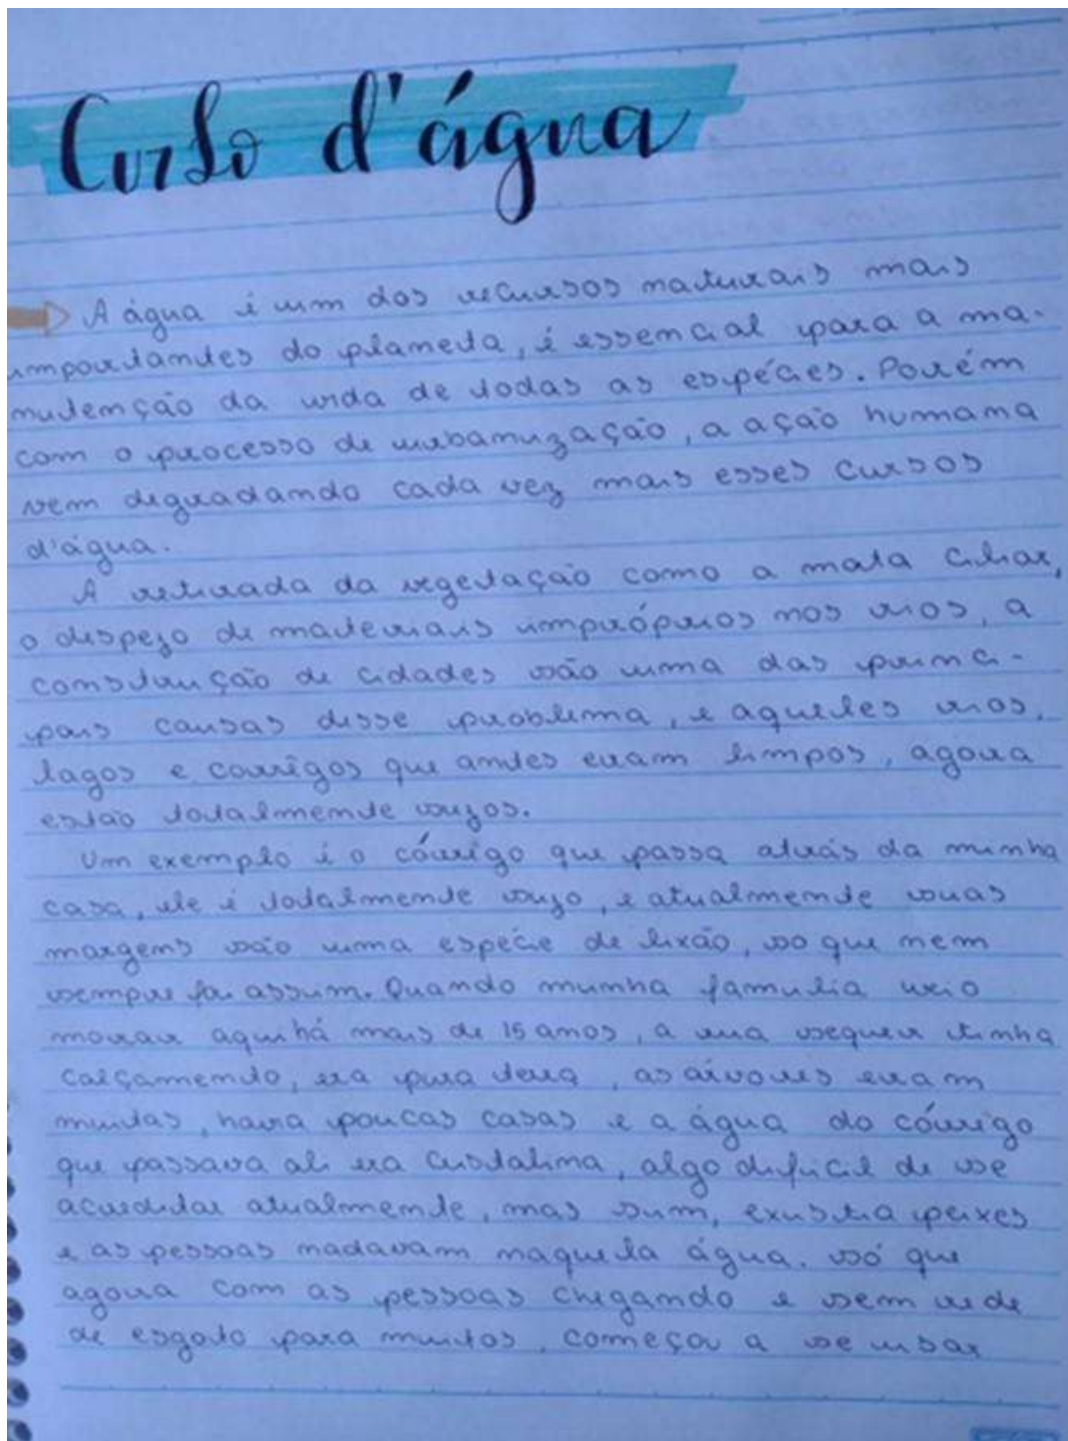 Curso d'água
A água é um dos recursos naturais mais
importantes do planeta, é essencial para a ma-
nutenção da vida de todas as espécies. Porém
com o processo de urbanização, a ação humana
vem degradando cada vez mais esses cursos
d'água.
A retirada da vegetação como a mata ciliar,
o despezo de materiais impróprios nos rios, a
construção de cidades são uma das princi-
pais causas desse problema, e aqueles rios,
lagos e corrêgos que antes eram limpos, agora
estão totalmente sujos.
Um exemplo é o córrigo que passa atrás da minha
casa, ele é totalmente sujo, e atualmente suas
margens são uma espécie de lixão, so que nem
sempre foi assim. Quando minha familia veio
morar aqui há mais de 15 anos, a rua sequer tinha
calçamento, era pura terra, as árvores eram
muitas, havia poucas casas e a água do córrigo
que passava ali era cristalina, algo dificil de se
acreditar atualmente, mas sim, existia peixes
e as pessoas nadavam naquela água. só que
agora com as pessoas chegando e sem rede
de esgoto para muitos, começou a se usar